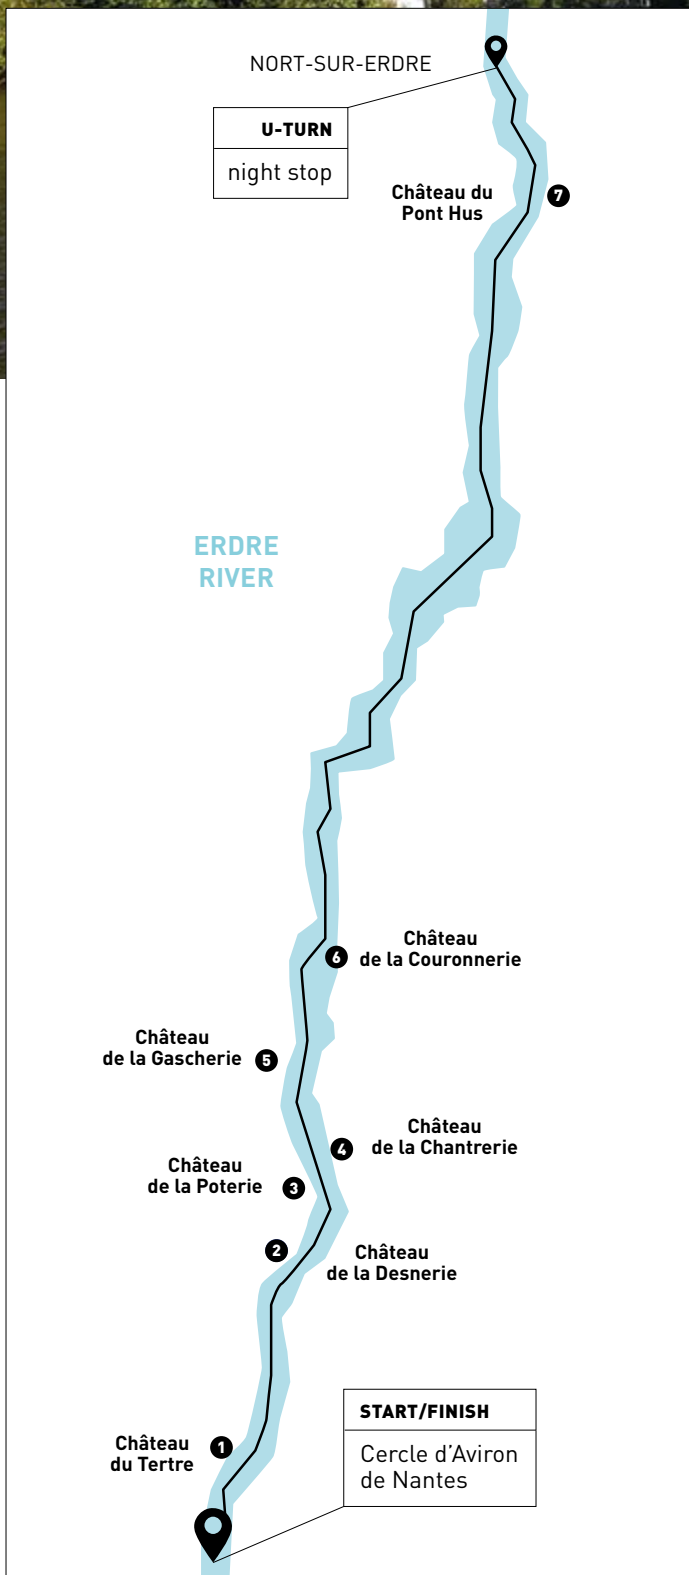 NORT-SUR-ERDRE
U-TURN
night stop
Château du
Pont Hus
7
ERDRE
RIVER
Château
de la Couronnerie
6
Château
de la Gascherie
5
Château
de la Chantrerie
4
Château
de la Poterie
3
2
Château
de la Desnerie
START/FINISH
Cercle d'Aviron
de Nantes
Château
du Tertre
1